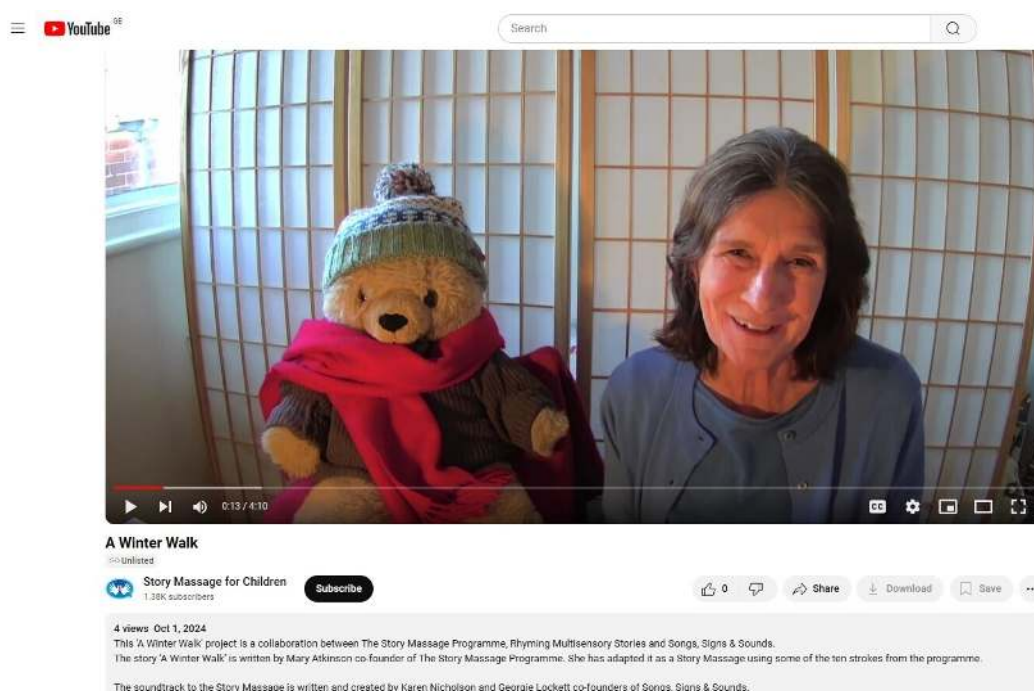 YouTube GB
Search
0:13 / 4:10
CC
A Winter Walk
Unlisted
Story Massage for Children
1.38K subscribers
Subscribe
0
Share
Download
Save
4 views Oct 1, 2024
This 'A Winter Walk' project is a collaboration between The Story Massage Programme, Rhyming Multisensory Stories and Songs, Signs & Sounds.
The story 'A Winter Walk' is written by Mary Atkinson co-founder of The Story Massage Programme. She has adapted it as a Story Massage using some of the ten strokes from the programme.
The soundtrack to the Story Massage is written and created by Karen Nicholson and Georgie Lockett co-founders of Songs, Signs & Sounds.